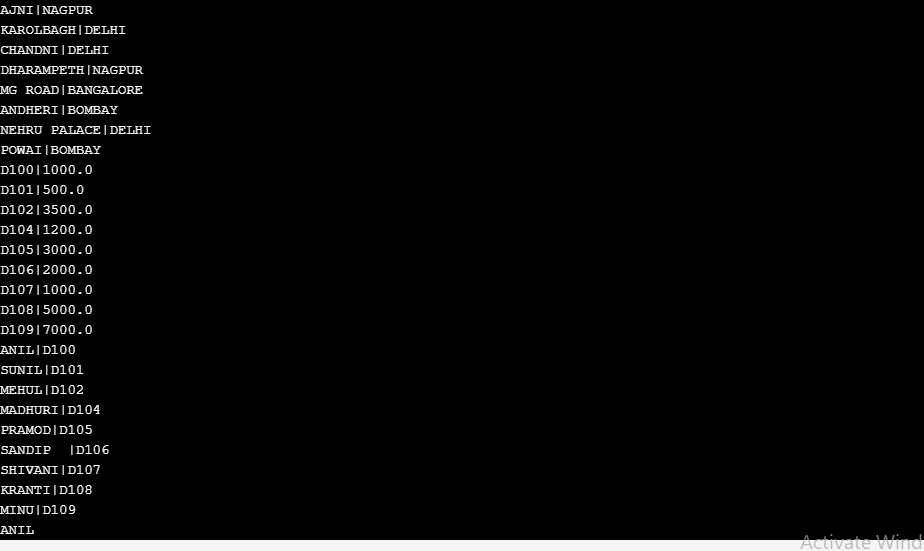 AJNI|NAGPUR
KAROLBAGH|DELHI
CHANDNI|DELHI
DHARAMPETH|NAGPUR
MG ROAD|BANGALORE
ANDHERI|BOMBAY
NEHRU PALACE|DELHI
POWAI|BOMBAY
D100|1000.0
D101|500.0
D102|3500.0
D104|1200.0
D105|3000.0
D106|2000.0
D107|1000.0
D108|5000.0
D109|7000.0
ANIL|D100
SUNIL|D101
MEHUL|D102
MADHURI|D104
PRAMOD|D105
SANDIP  |D106
SHIVANI|D107
KRANTI|D108
MINU|D109
ANIL
Activate Wind